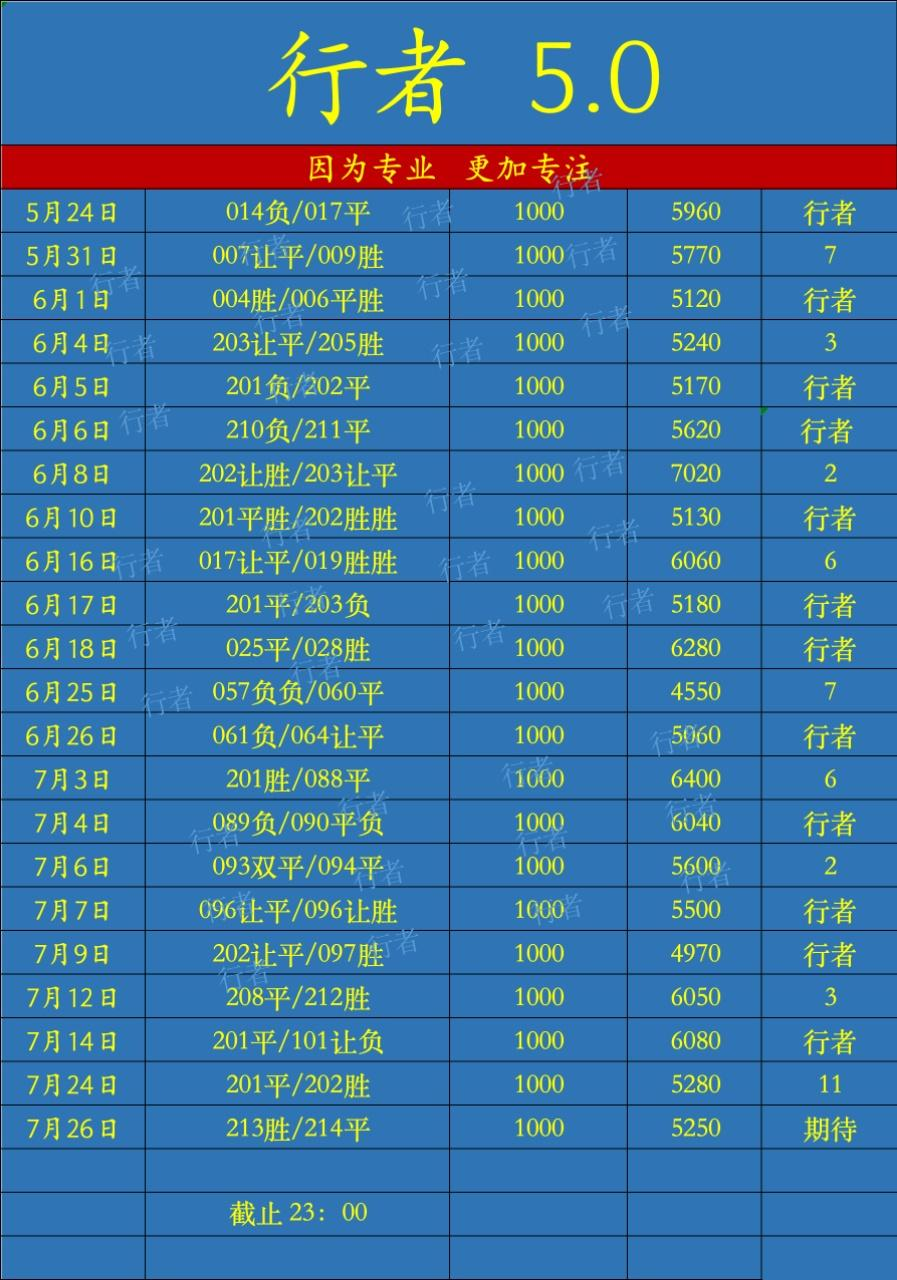 行者 5.0
因为专业 更加专注
5月24日 014负/017平 1000 5960 行者
5月31日 007让平/009胜 1000 5770 7
6月1日 004胜/006平胜 1000 5120 行者
6月4日 203让平/205胜 1000 5240 3
6月5日 201负/202平 1000 5170 行者
6月6日 210负/211平 1000 5620 行者
6月8日 202让胜/203让平 1000 7020 2
6月10日 201平胜/202胜胜 1000 5130 行者
6月16日 017让平/019胜胜 1000 6060 6
6月17日 201平/203负 1000 5180 行者
6月18日 025平/028胜 1000 6280 行者
6月25日 057负负/060平 1000 4550 7
6月26日 061负/064让平 1000 5060 行者
7月3日 201胜/088平 1000 6400 6
7月4日 089负/090平负 1000 6040 行者
7月6日 093双平/094平 1000 5600 2
7月7日 096让平/096让胜 1000 5500 行者
7月9日 202让平/097胜 1000 4970 行者
7月12日 208平/212胜 1000 6050 3
7月14日 201平/101让负 1000 6080 行者
7月24日 201平/202胜 1000 5280 11
7月26日 213胜/214平 1000 5250 期待
截止23：00